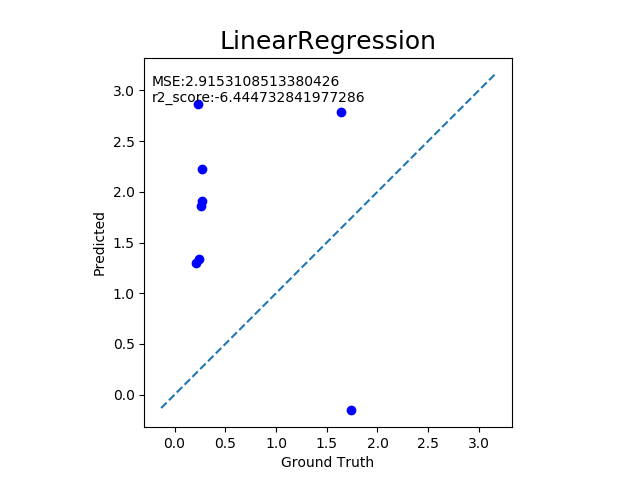 LinearRegression
MSE:2.9153108513380426
r2_score:-6.444732841977286
3.0
2.5
2.0
1.5
1.0
0.5
0.0
Predicted
0.0 0.5 1.0 1.5 2.0 2.5 3.0
Ground Truth